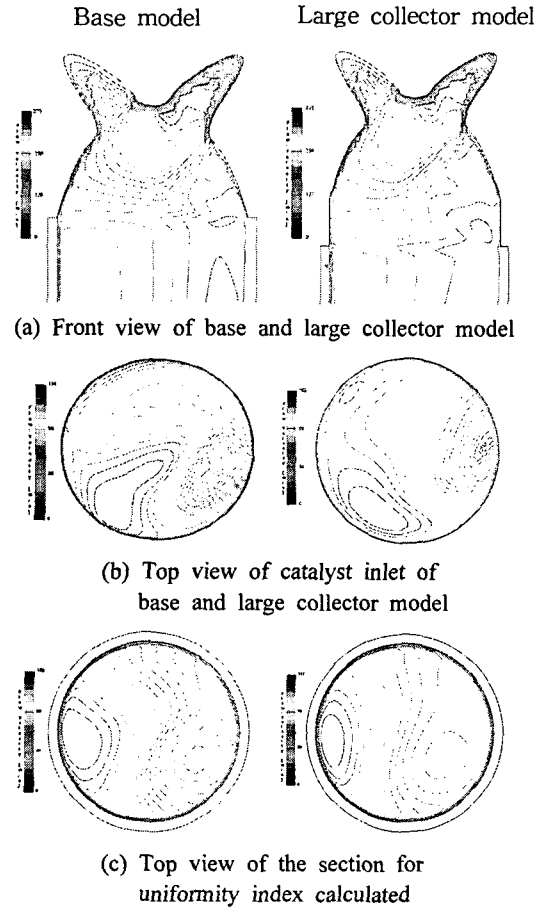 Base model
Large collector model
(a) Front view of base and large collector model
(b) Top view of catalyst inlet of
base and large collector model
(c) Top view of the section for
uniformity index calculated